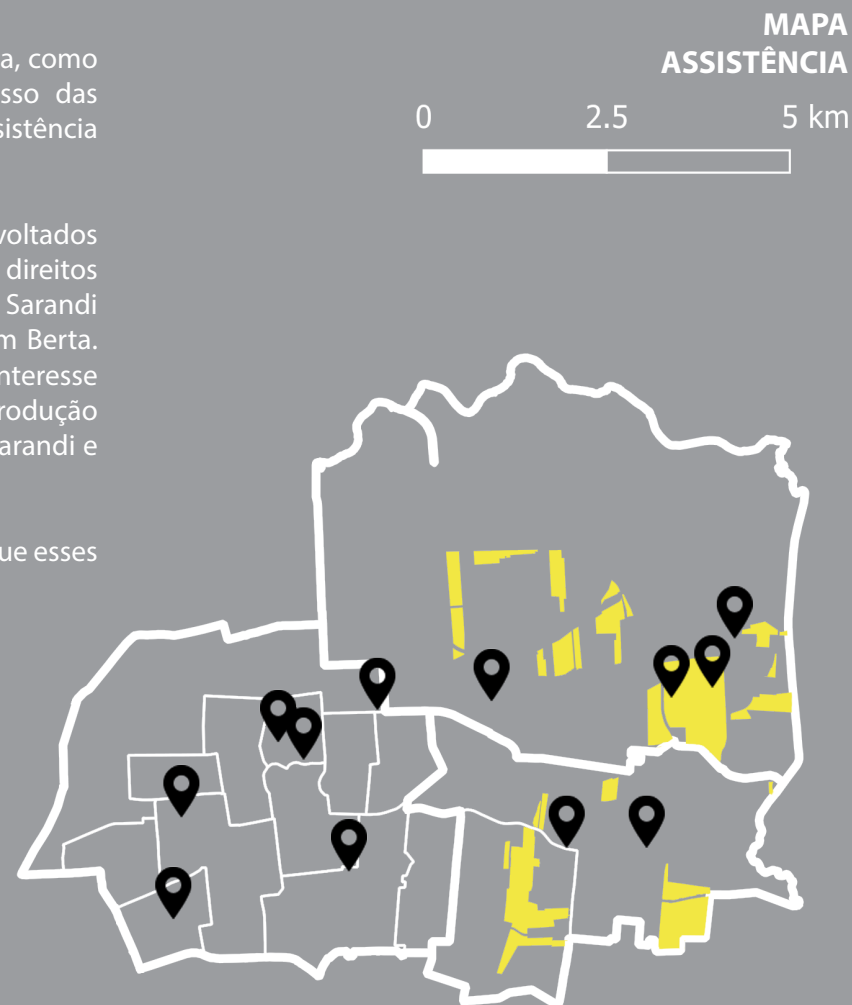 MAPA
ASSISTÊNCIA
0 2.5 5 km
a, como
sso das
sistência
voltados
direitos
Sarandi
m Berta.
nteresse
rodução
arandi e
ue esses